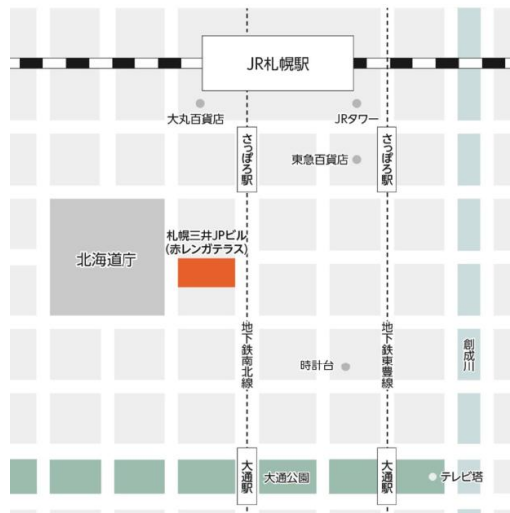 JR札幌駅
大丸百貨店
JRタワー
さっぽろ駅
東急百貨店
さっぽろ駅
札幌三井JPビル
(赤レンガテラス)
北海道庁
地下鉄南北線
地下鉄東豊線
創成川
時計台
大通駅
大通公園
大通駅
テレビ塔